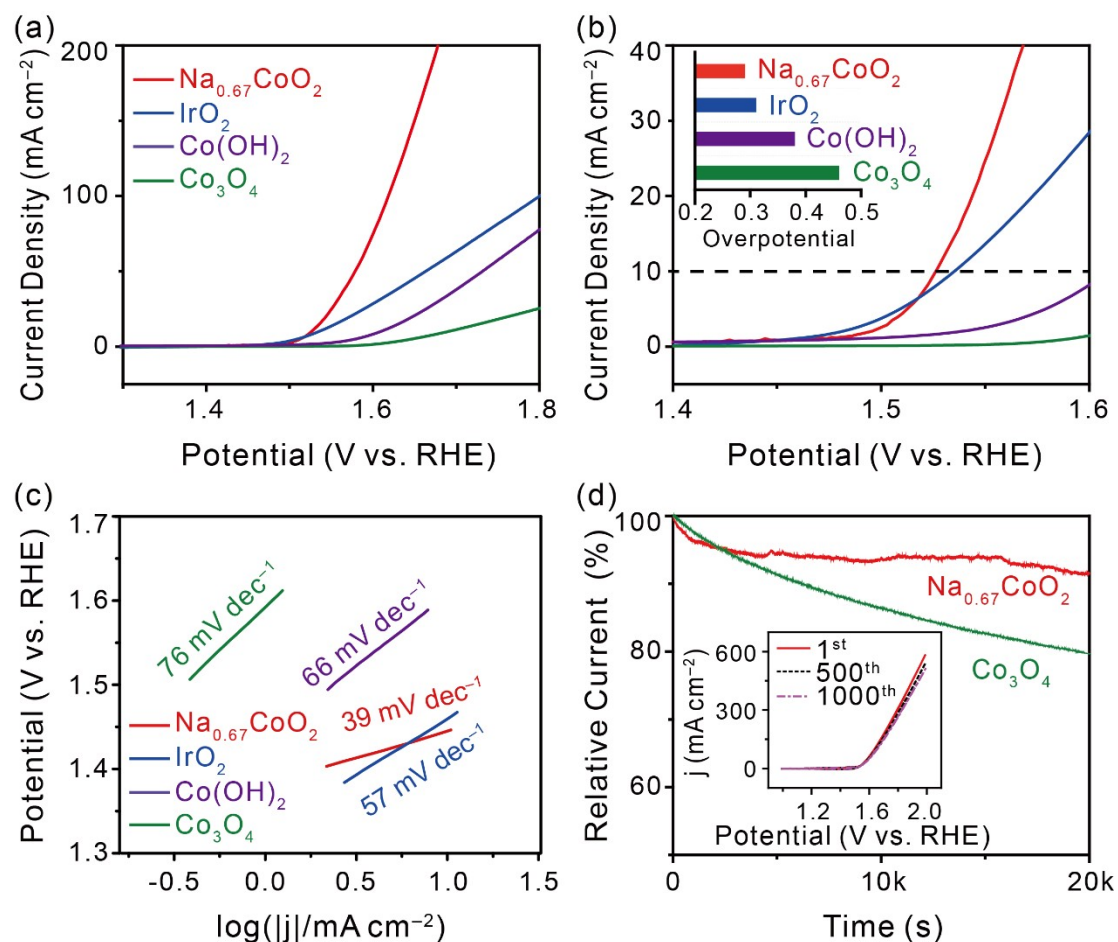 (a)
200
100
0
Current Density (mA cm⁻²)
Na₀.₆₇CoO₂
IrO₂
Co(OH)₂
Co₃O₄
1.4
1.6
1.8
Potential (V vs. RHE)
(b)
40
30
20
10
0
Current Density (mA cm⁻²)
Na₀.₆₇CoO₂
IrO₂
Co(OH)₂
Co₃O₄
0.2
0.3
0.4
0.5
Overpotential
1.4
1.5
1.6
Potential (V vs. RHE)
(c)
1.7
1.6
1.5
1.4
1.3
Potential (V vs. RHE)
76 mV dec⁻¹
66 mV dec⁻¹
39 mV dec⁻¹
57 mV dec⁻¹
Na₀.₆₇CoO₂
IrO₂
Co(OH)₂
Co₃O₄
-0.5
0.0
0.5
1.0
1.5
log(|j|/mA cm⁻²)
(d)
100
80
60
Relative Current (%)
Na₀.₆₇CoO₂
Co₃O₄
600
300
0
j (mA cm⁻²)
1ˢᵗ
500ᵗʰ
1000ᵗʰ
1.2
1.6
2.0
Potential (V vs. RHE)
0
10k
20k
Time (s)